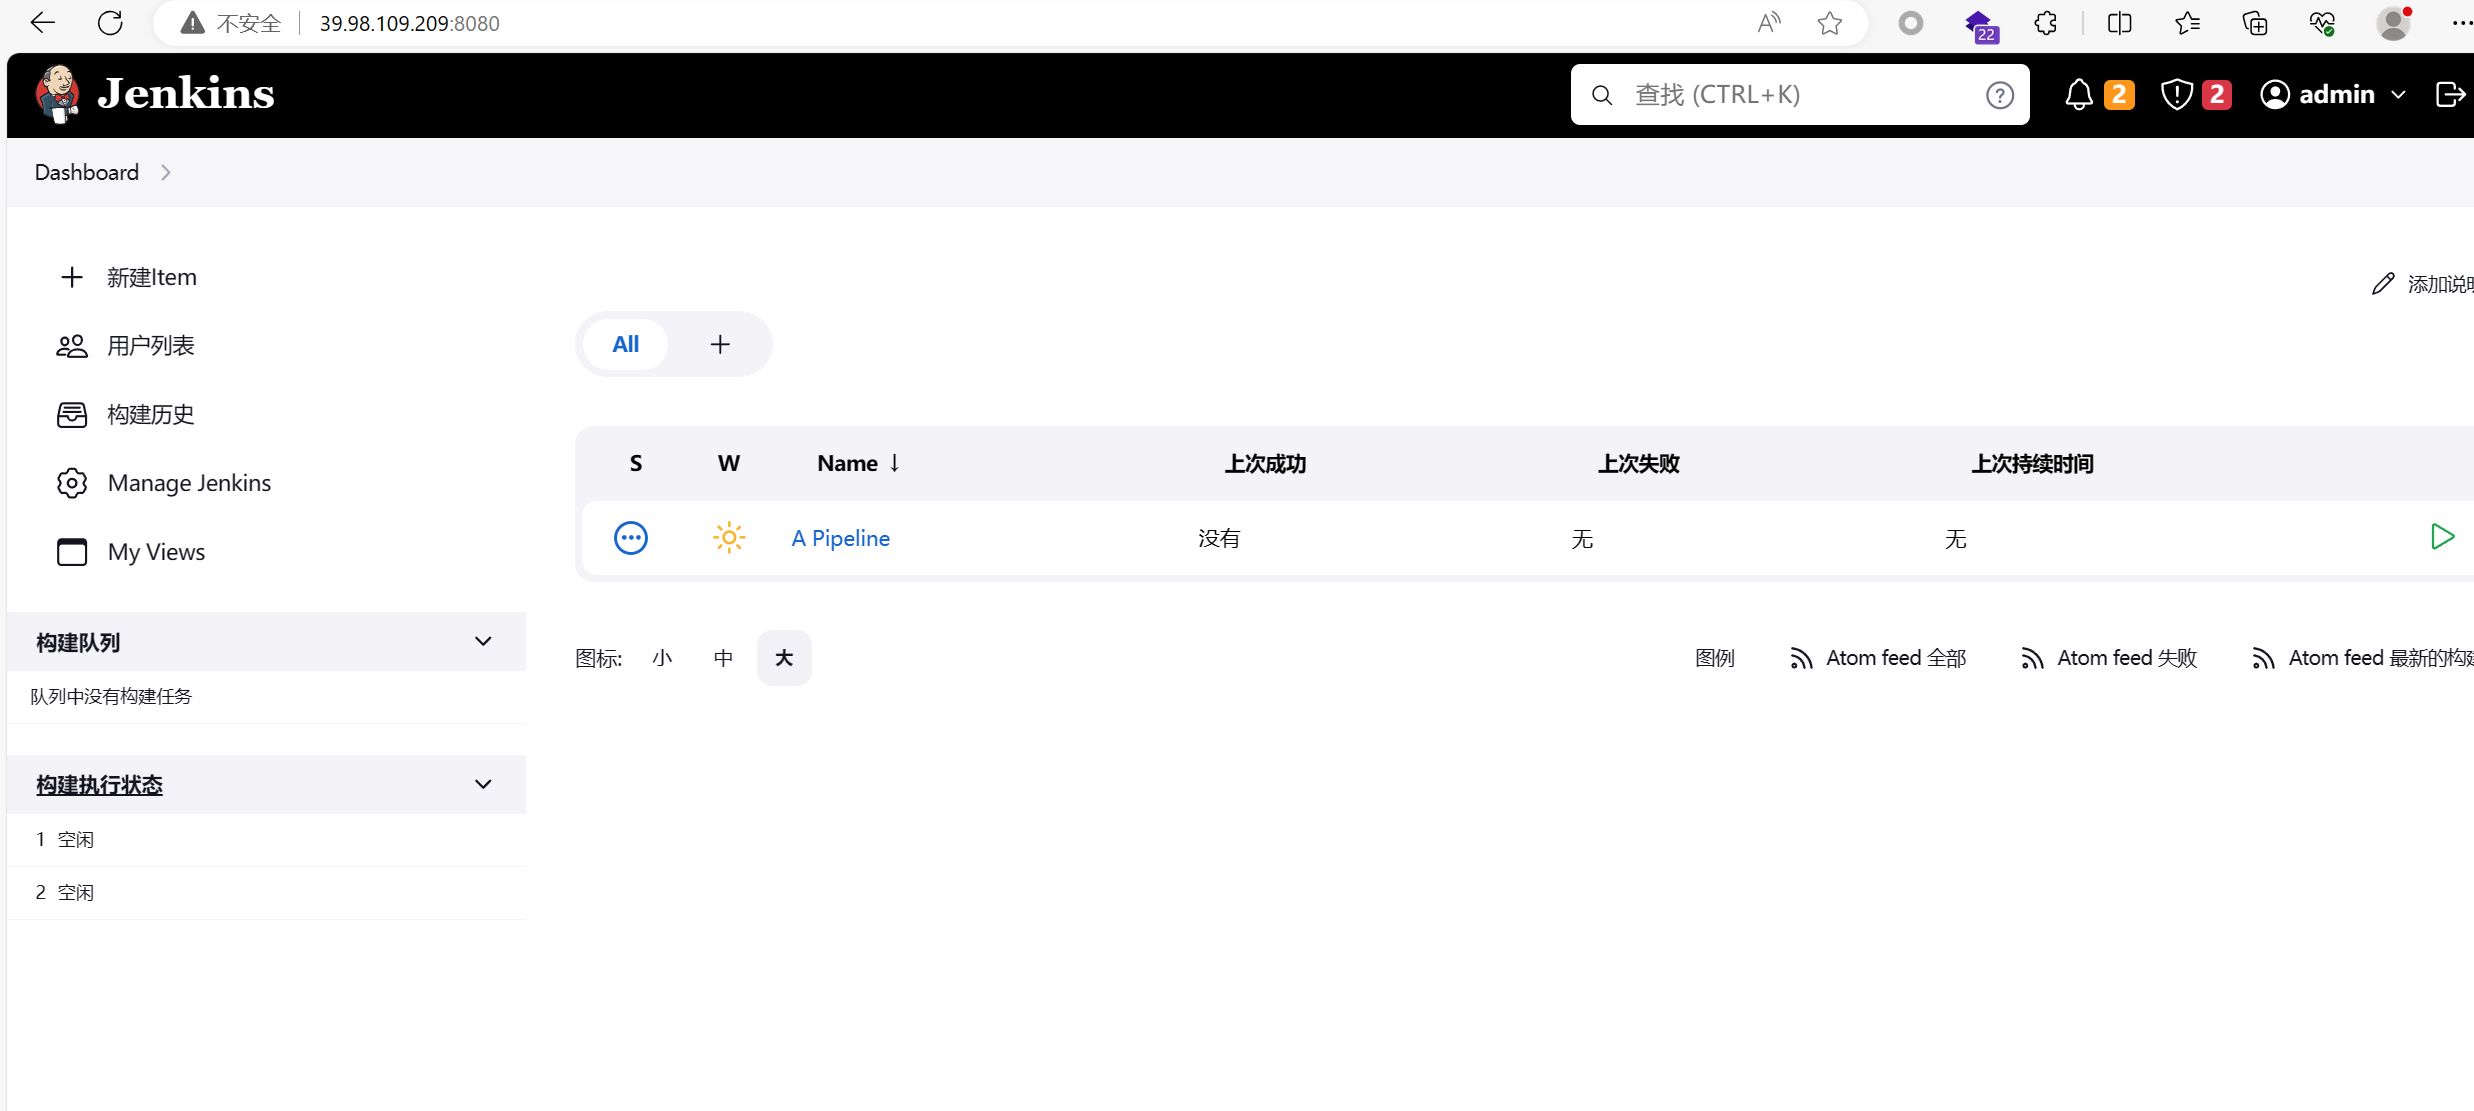 不安全 39.98.109.209:8080
22
Jenkins
查找 (CTRL+K)
2
2
admin
Dashboard
新建Item
添加说明
用户列表
All
构建历史
Manage Jenkins
My Views
S W Name ↓ 上次成功 上次失败 上次持续时间
A Pipeline 没有 无 无
构建队列
队列中没有构建任务
图标: 小 中 大
图例 Atom feed 全部 Atom feed 失败 Atom feed 最新的构建
构建执行状态
1 空闲
2 空闲